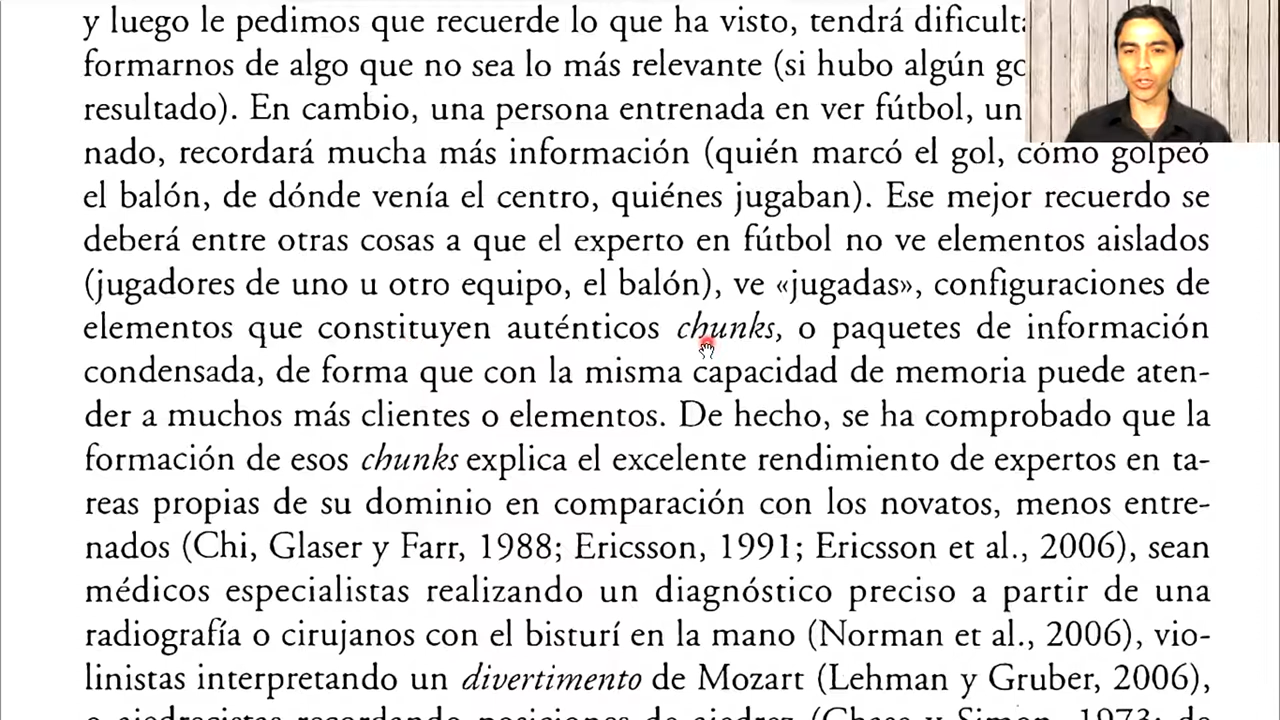 y luego le pedimos que recuerde lo que ha visto, tendrá
formarnos de algo que no sea lo más relevante (si hubo algún
resultado). En cambio, una persona entrenada en ver fútbol, un
nado, recordará mucha más información (quién marcó el gol, cómo golpeó
el balón, de dónde venía el centro, quiénes jugaban). Ese mejor recuerdo se
deberá entre otras cosas a que el experto en fútbol no ve elementos aislados
(jugadores de uno u otro equipo, el balón), ve «jugadas», configuraciones de
elementos que constituyen auténticos chunks, o paquetes de información
condensada, de forma que con la misma capacidad de memoria puede aten-
der a muchos más clientes o elementos. De hecho, se ha comprobado que la
formación de esos chunks explica el excelente rendimiento de expertos en ta-
reas propias de su dominio en comparación con los novatos, menos entre-
nados (Chi, Glaser y Farr, 1988; Ericsson, 1991; Ericsson et al., 2006), sean
médicos especialistas realizando un diagnóstico preciso a partir de una
radiografía o cirujanos con el bisturí en la mano (Norman et al., 2006), vio-
linistas interpretando un divertimento de Mozart (Lehman y Gruber, 2006),
o ajedrecistas recordando posiciones de ajedrez (Chase y Simon, 1973; de